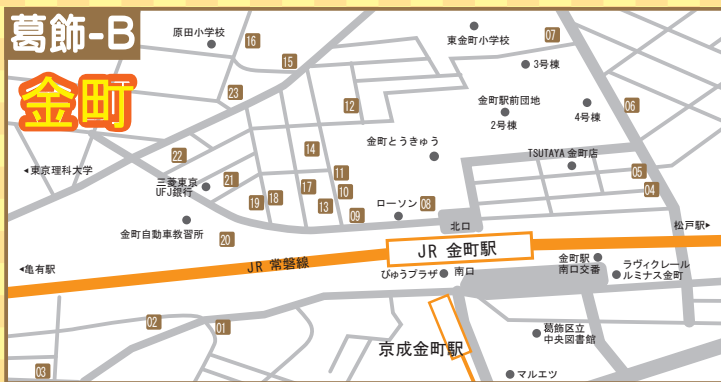 葛飾-B
金町
原田小学校
16
15
東金町小学校
07
3号棟
23
12
金町駅前団地
2号棟
4号棟
06
金町とうきゅう
TSUTAYA 金町店
22
14
◂東京理科大学
三菱東京
UFJ銀行
21
11
17
10
05
19
18
13
09
ローソン
08
04
金町自動車教習所
20
北口
松戸駅▸
JR 金町駅
◂亀有駅
JR 常磐線
びゅうプラザ
南口
金町駅
南口交番
ラヴィクレール
ルミナス金町
02
01
京成金町駅
葛飾区立
中央図書館
03
マルエツ